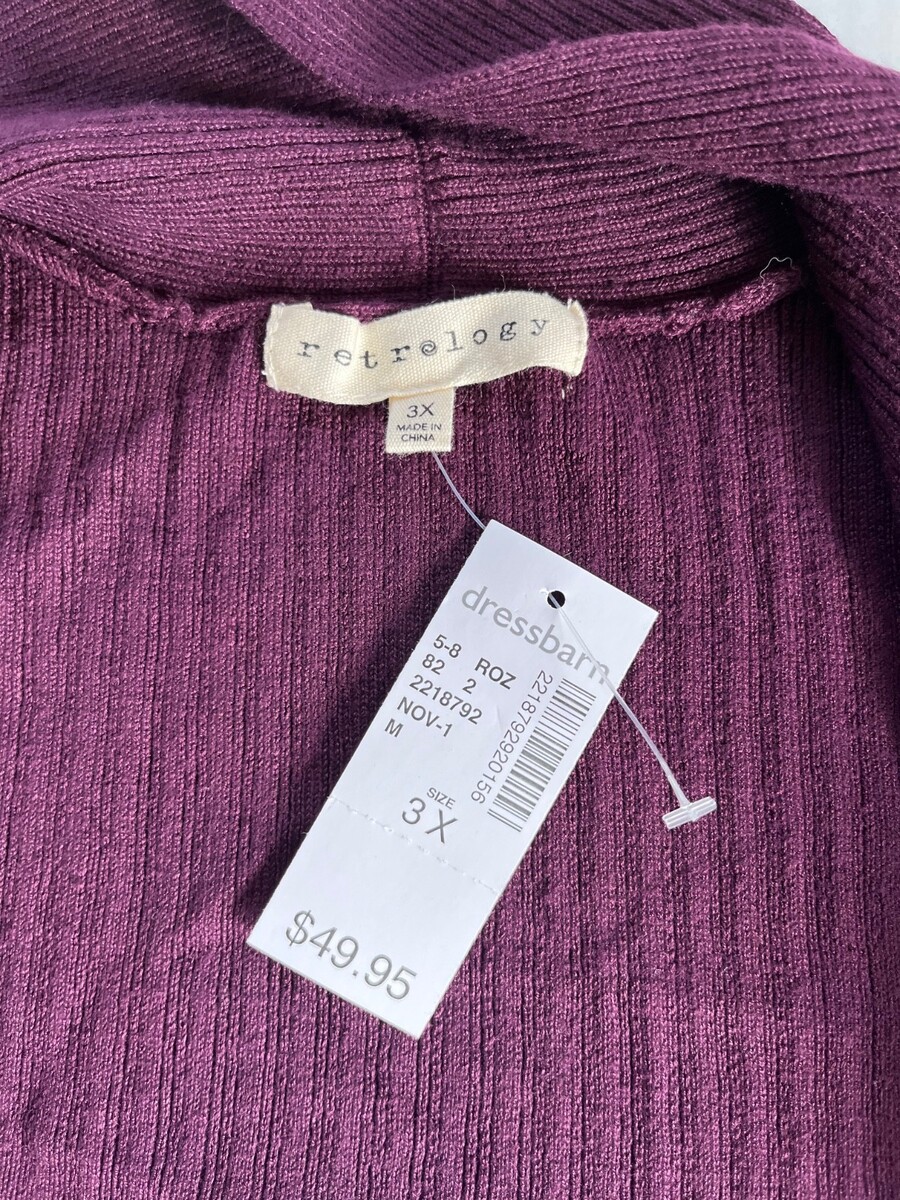 retrology
3X
MADE IN
CHINA
dressbarn
5-8 ROZ
82 2
2218792
NOV-1
M
2218792920156
SIZE
3X
$49.95